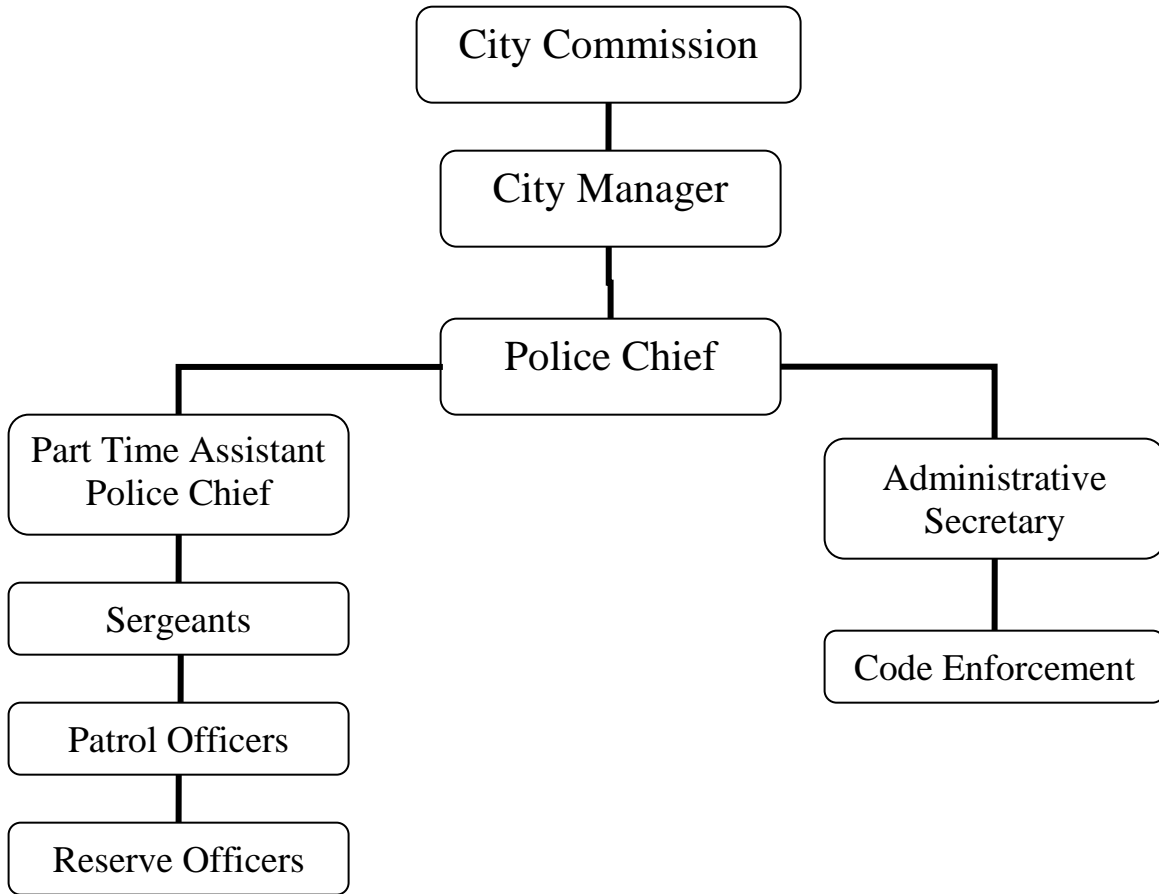 City Commission
City Manager
Police Chief
Part Time Assistant
Police Chief
Sergeants
Patrol Officers
Reserve Officers
Administrative
Secretary
Code Enforcement